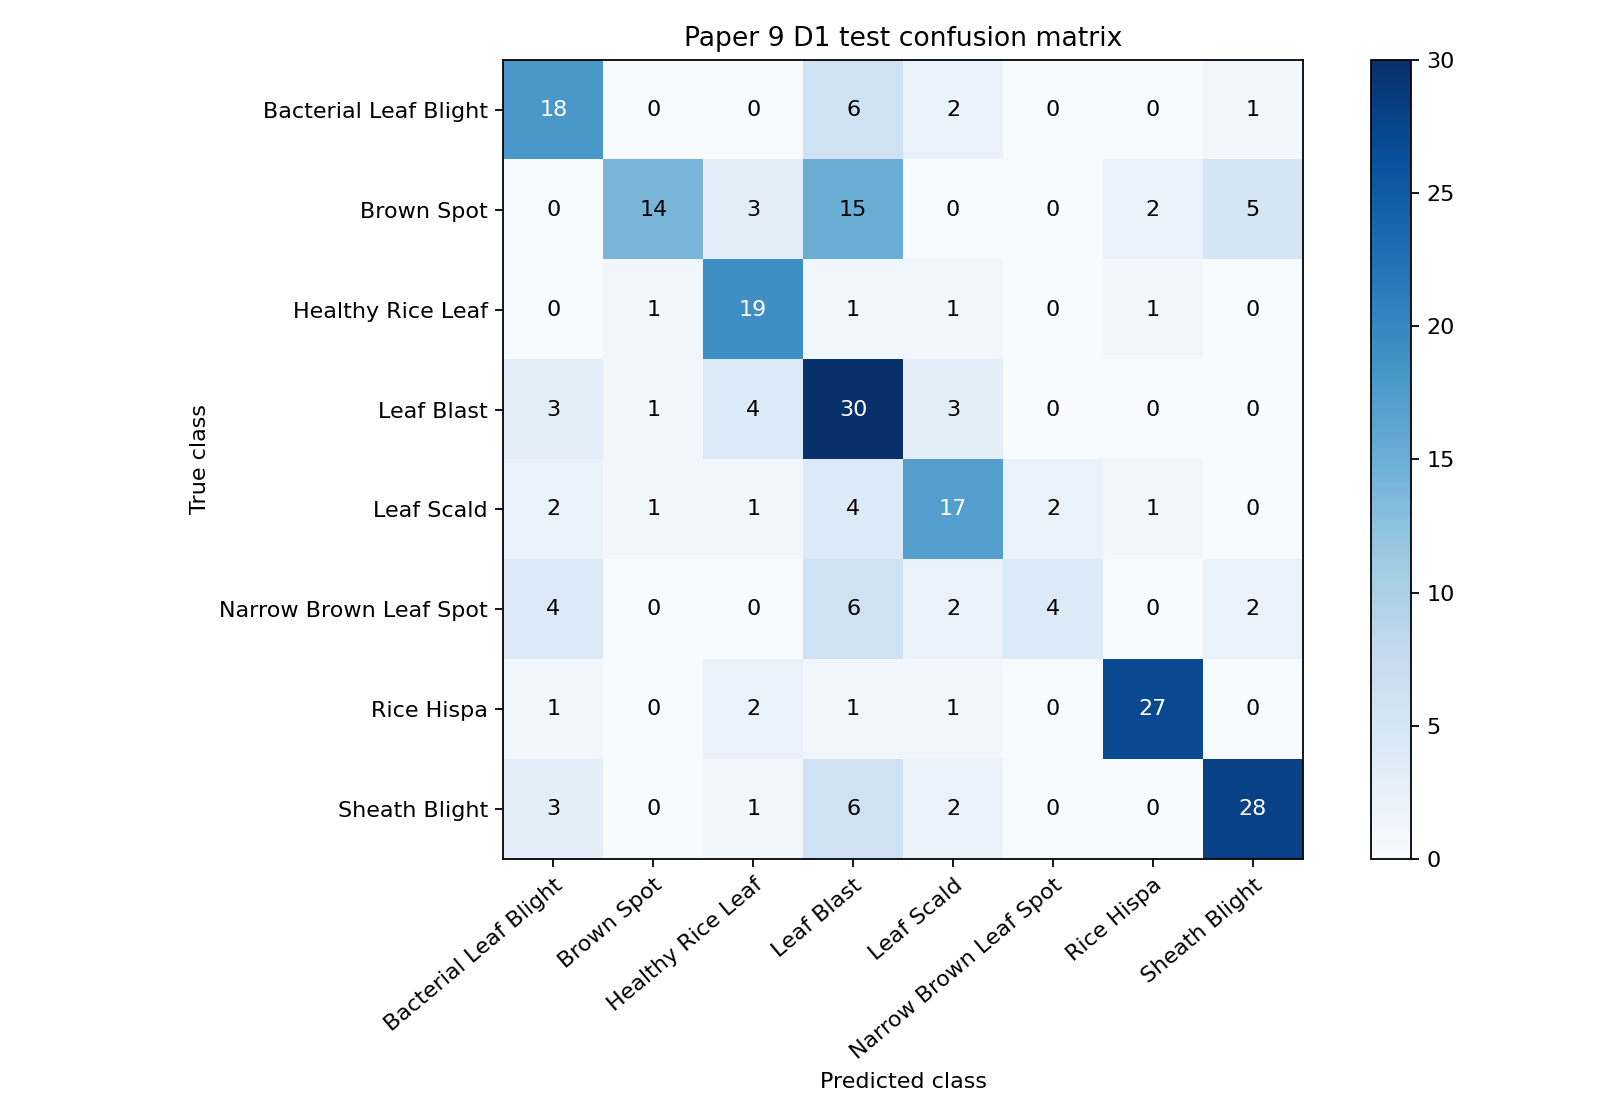 Paper 9 D1 test confusion matrix
Bacterial Leaf Blight 18 0 0 6 2 0 0 1
Brown Spot 0 14 3 15 0 0 2 5
Healthy Rice Leaf 0 1 19 1 1 0 1 0
Leaf Blast 3 1 4 30 3 0 0 0
Leaf Scald 2 1 1 4 17 2 1 0
Narrow Brown Leaf Spot 4 0 0 6 2 4 0 2
Rice Hispa 1 0 2 1 1 0 27 0
Sheath Blight 3 0 1 6 2 0 0 28
True class
Bacterial Leaf Blight
Brown Spot
Healthy Rice Leaf
Leaf Blast
Leaf Scald
Narrow Brown Leaf Spot
Rice Hispa
Sheath Blight
Predicted class
30
25
20
15
10
5
0